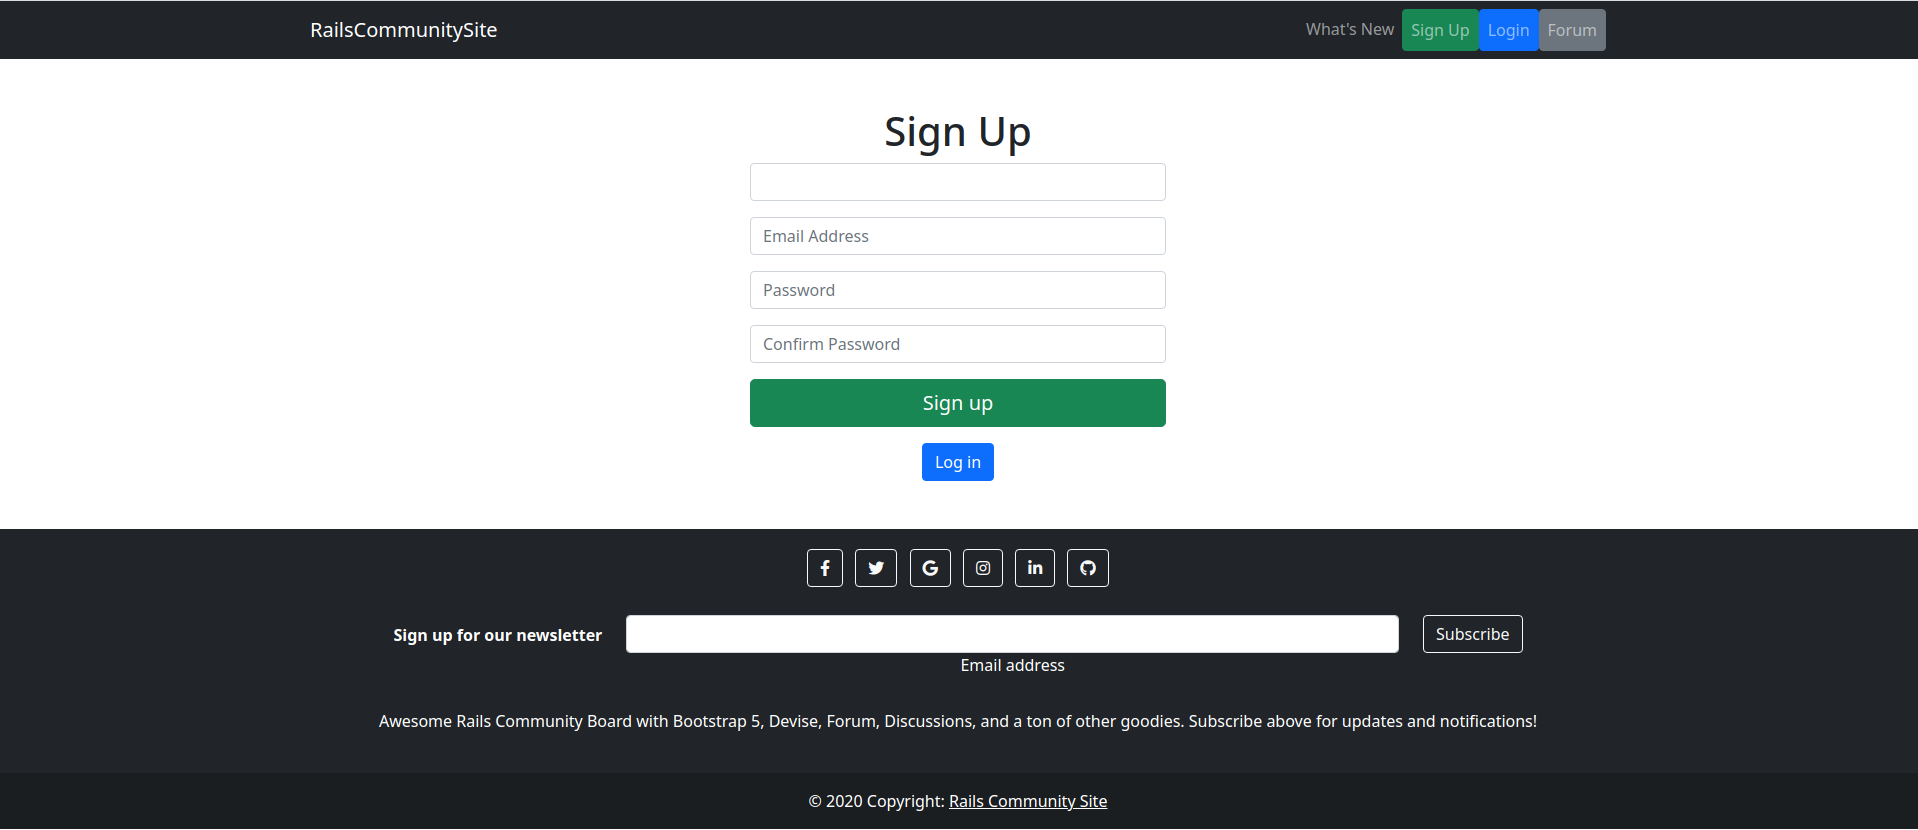 RailsCommunitySite What's New Sign Up Login Forum
Sign Up
Email Address
Password
Confirm Password
Sign up
Log in
Sign up for our newsletter Subscribe
Email address
Awesome Rails Community Board with Bootstrap 5, Devise, Forum, Discussions, and a ton of other goodies. Subscribe above for updates and notifications!
© 2020 Copyright: Rails Community Site